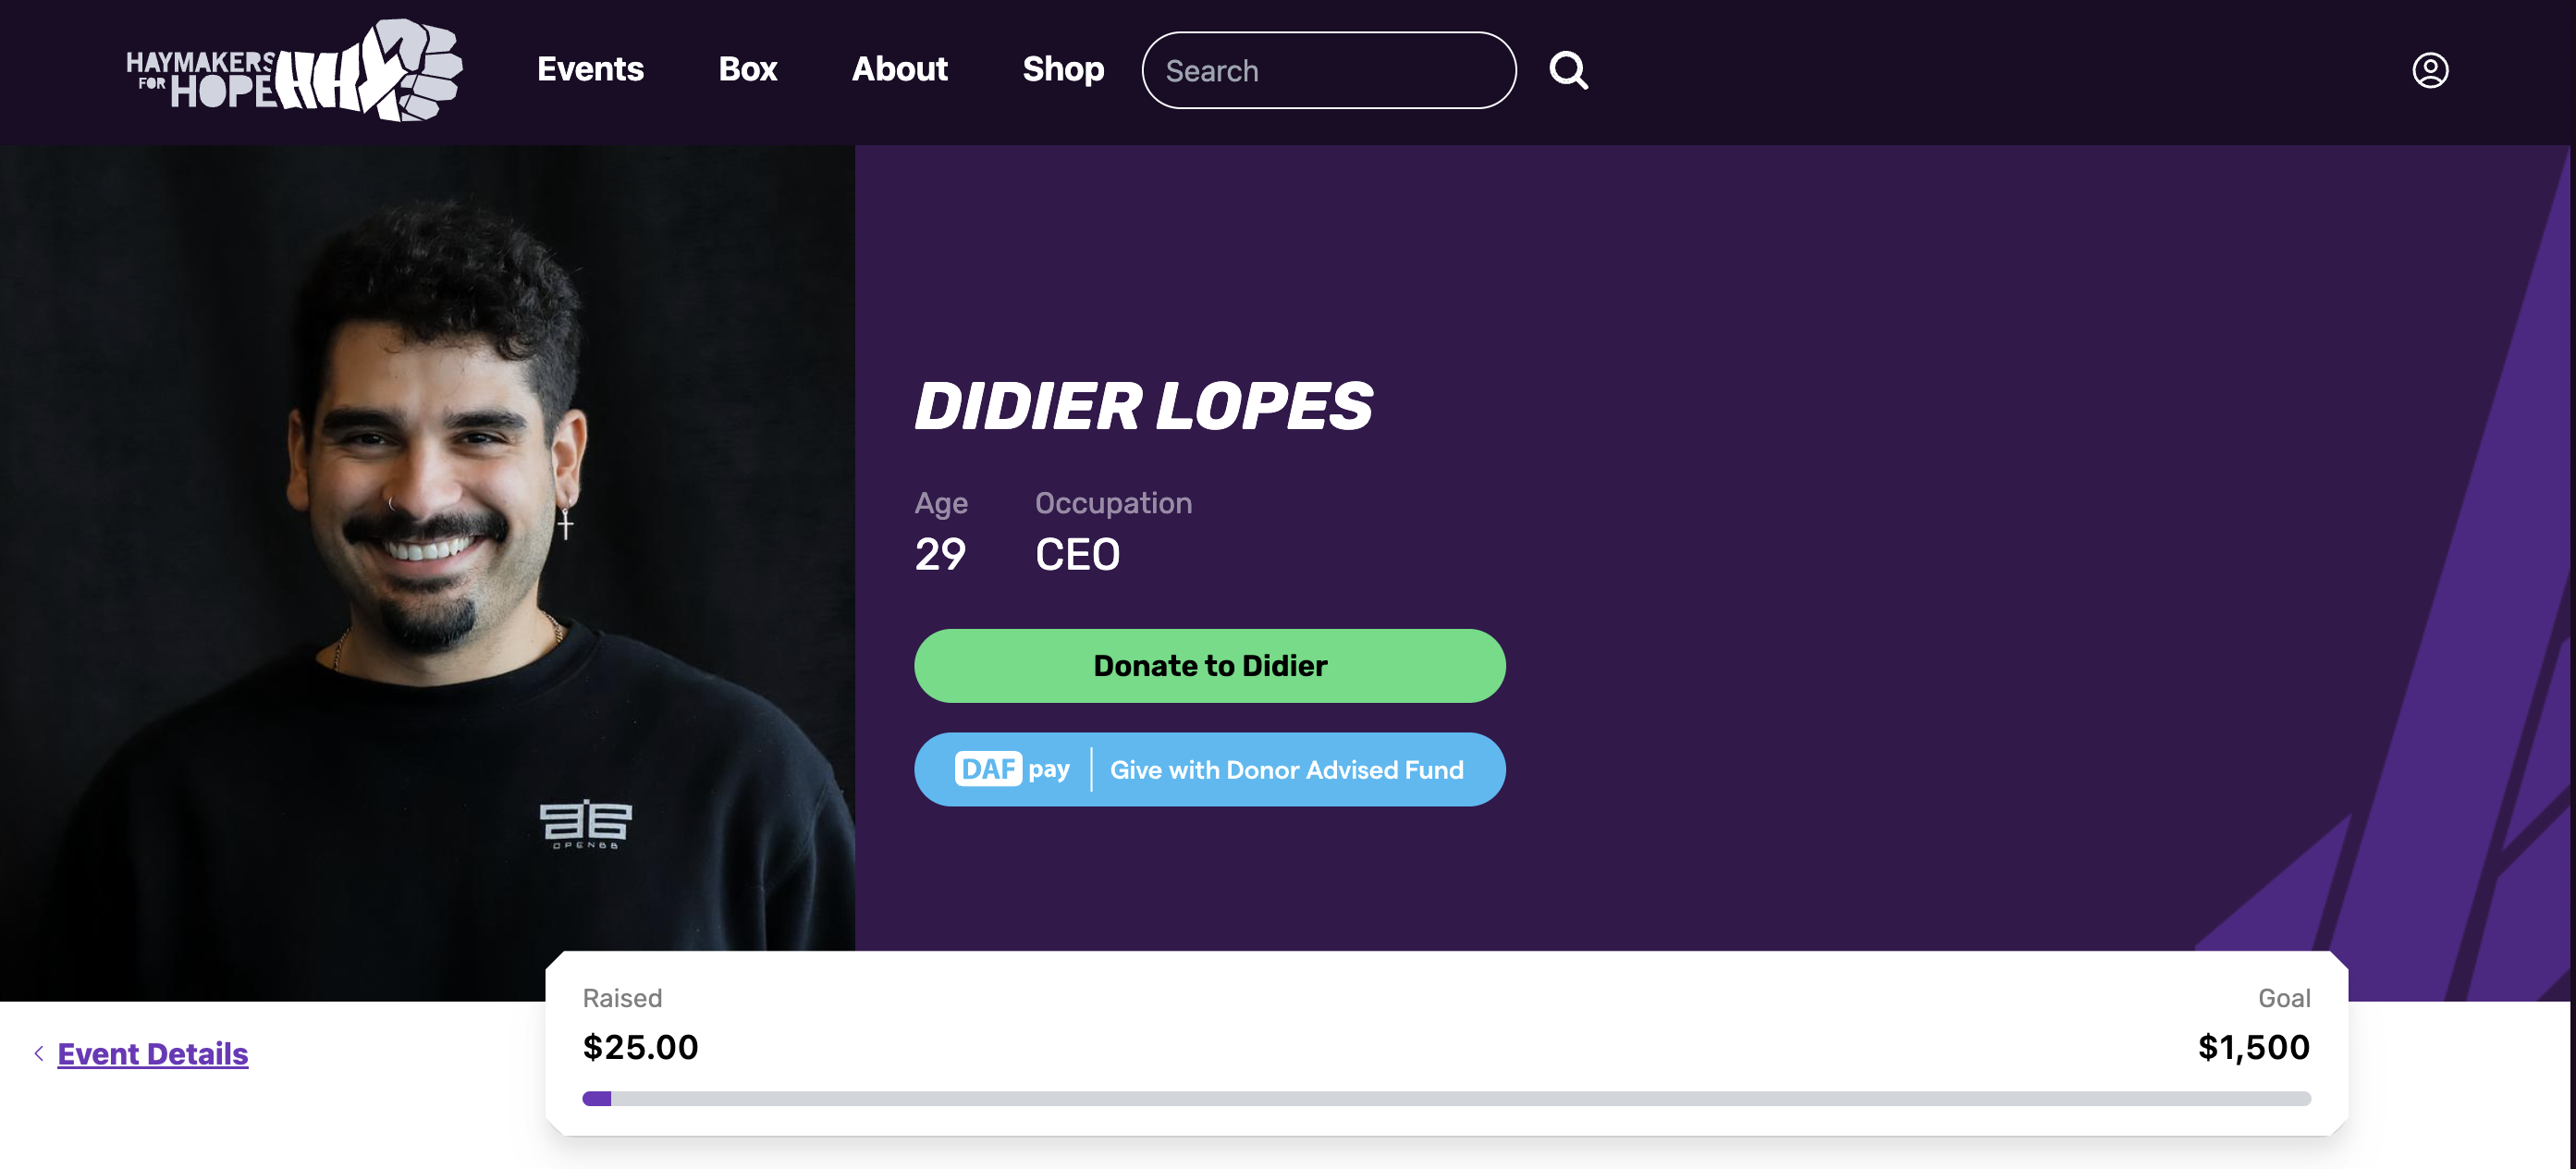 HAYMAKERS
FOR HOPE
HHX
Events
Box
About
Shop
Search
DIDIER LOPES
Age
Occupation
29
CEO
Donate to Didier
DAF pay
Give with Donor Advised Fund
OPENBB
Raised
Goal
$25.00
$1,500
Event Details